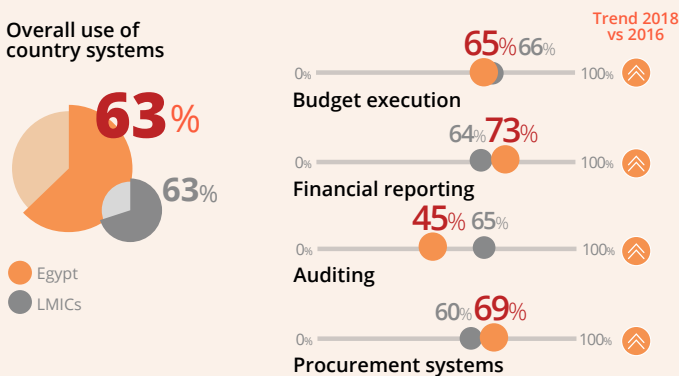 Overall use of
country systems
63%
63%
Egypt
LMICs
Trend 2018
vs 2016
65% 66%
0% 100%
Budget execution
64% 73%
0% 100%
Financial reporting
45% 65%
0% 100%
Auditing
60% 69%
0% 100%
Procurement systems